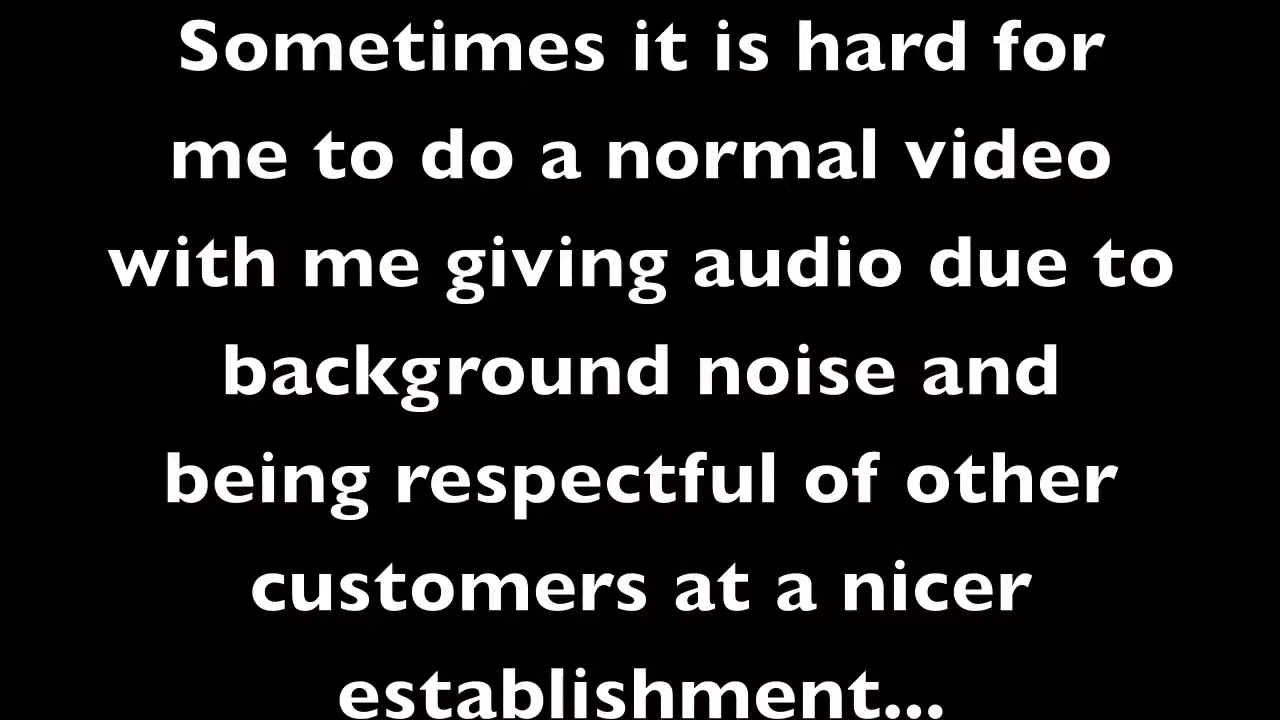 Sometimes it is hard for
me to do a normal video
with me giving audio due to
background noise and
being respectful of other
customers at a nicer
establishment...